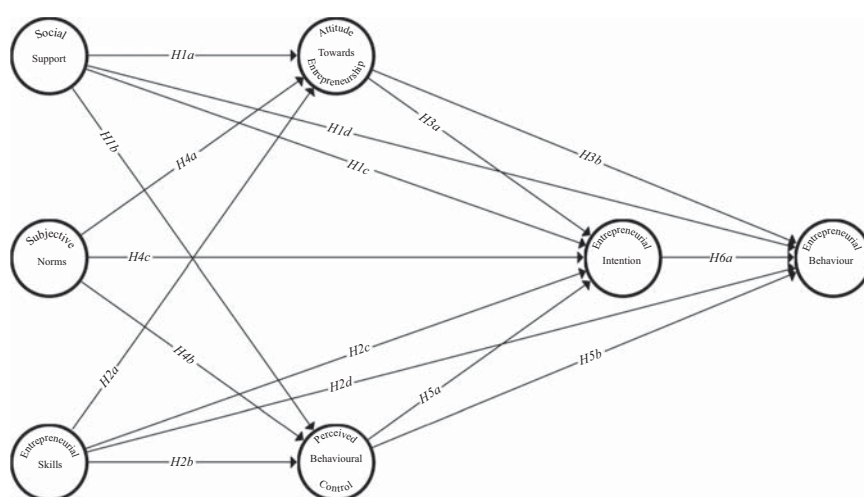 Social
Support
H1a
Attitude
Towards
Entrepreneurship
H1b
H4a
H1d
H1c
H3a
H3b
Subjective
Norms
H4c
Entrepreneurial
Intention
H6a
Entrepreneurial
Behaviour
H4b
H2a
H2c
H2d
H5a
H5b
Entrepreneurial
Skills
H2b
Perceived
Behavioural
Control